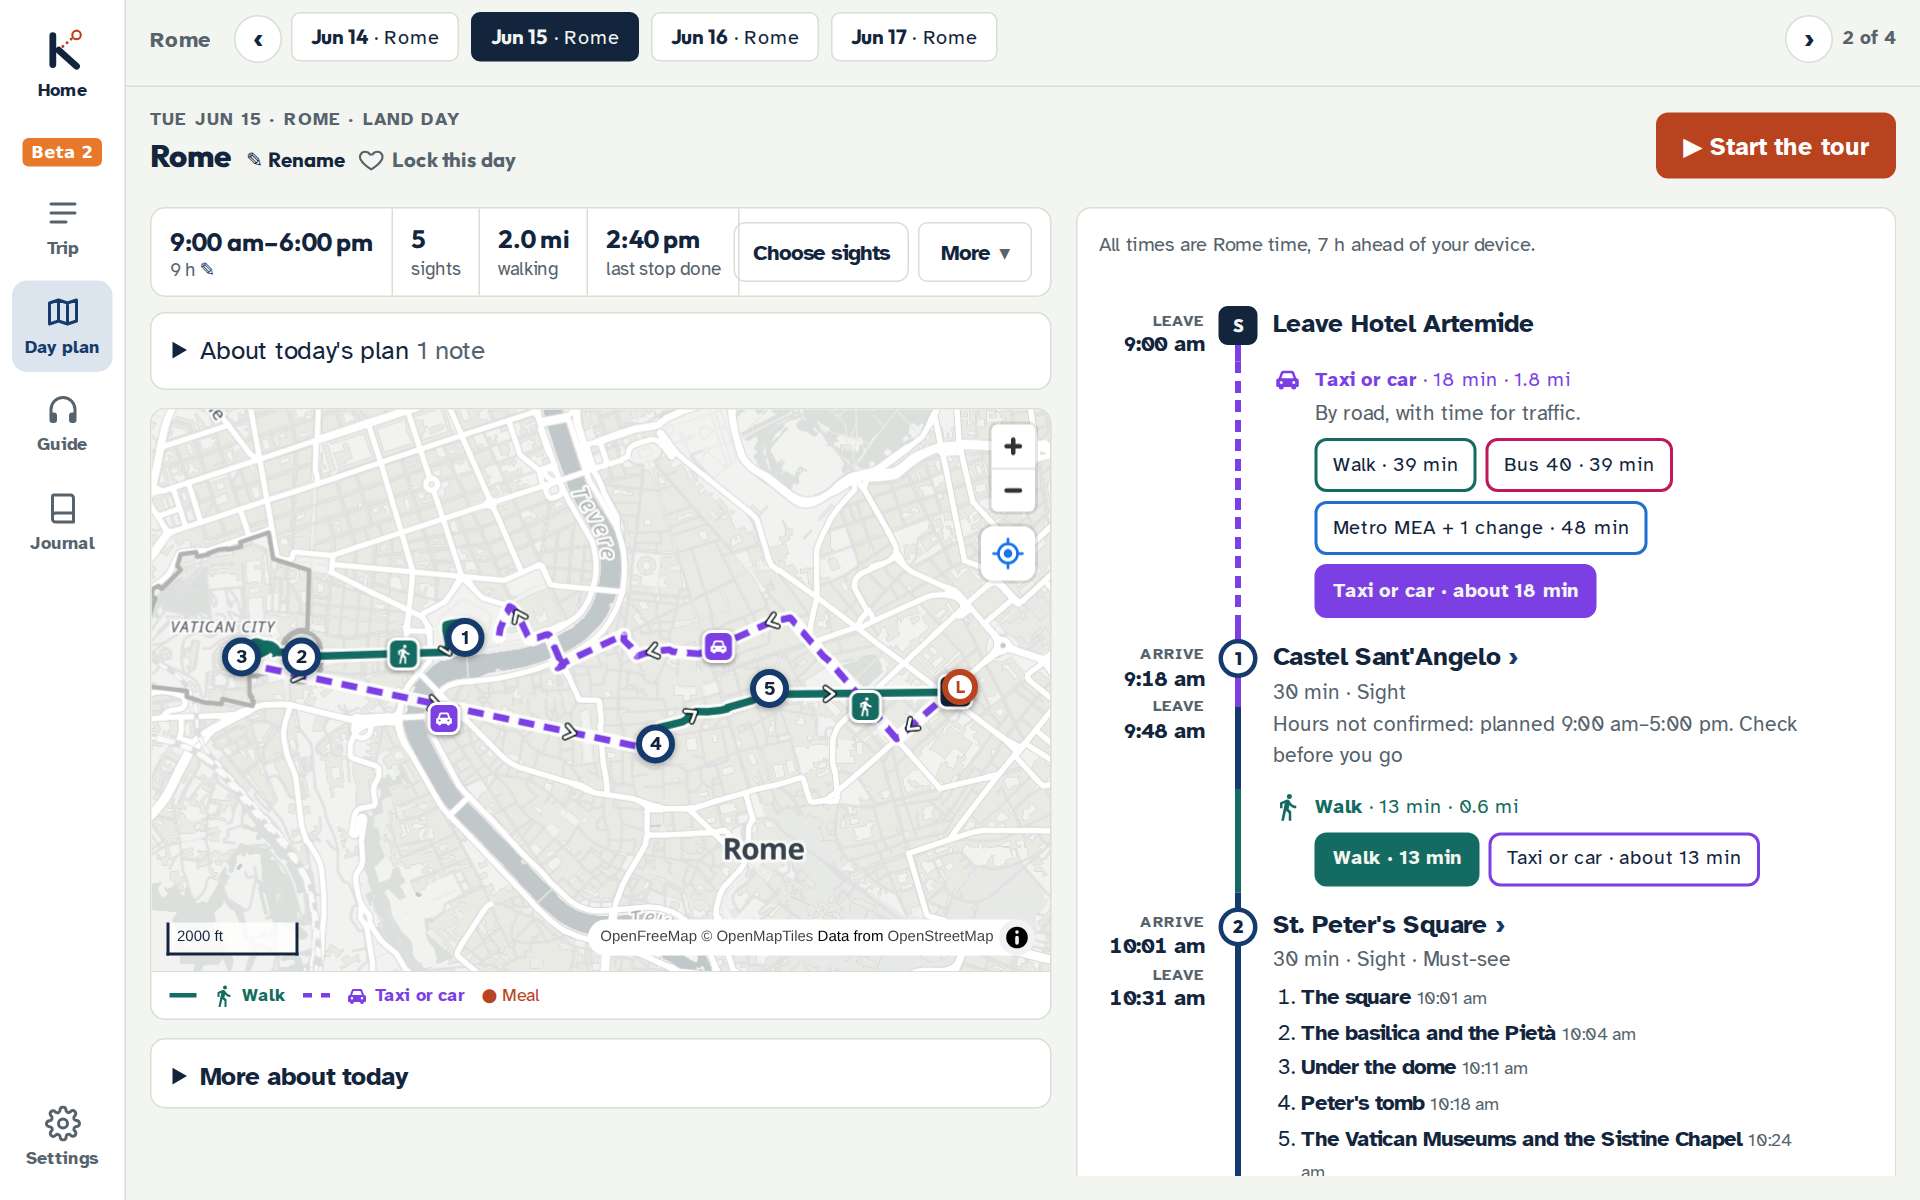 Home
Beta 2
Trip
Day plan
Guide
Journal
Settings
Rome
‹
Jun 14 · Rome
Jun 15 · Rome
Jun 16 · Rome
Jun 17 · Rome
›
2 of 4
TUE JUN 15 · ROME · LAND DAY
Rome
✎ Rename
Lock this day
▶ Start the tour
9:00 am–6:00 pm
9 h ✎
5
sights
2.0 mi
walking
2:40 pm
last stop done
Choose sights
More ▾
▶ About today's plan 1 note
Tevere
VATICAN CITY
3
2
1
5
4
L
Rome
+
−
2000 ft
OpenFreeMap © OpenMapTiles Data from OpenStreetMap
Walk
Taxi or car
Meal
▶ More about today
All times are Rome time, 7 h ahead of your device.
LEAVE
9:00 am
S
Leave Hotel Artemide
Taxi or car · 18 min · 1.8 mi
By road, with time for traffic.
Walk · 39 min
Bus 40 · 39 min
Metro MEA + 1 change · 48 min
Taxi or car · about 18 min
ARRIVE
9:18 am
LEAVE
9:48 am
1
Castel Sant'Angelo ›
30 min · Sight
Hours not confirmed: planned 9:00 am–5:00 pm. Check
before you go
Walk · 13 min · 0.6 mi
Walk · 13 min
Taxi or car · about 13 min
ARRIVE
10:01 am
LEAVE
10:31 am
2
St. Peter's Square ›
30 min · Sight · Must-see
1. The square 10:01 am
2. The basilica and the Pietà 10:04 am
3. Under the dome 10:11 am
4. Peter's tomb 10:18 am
5. The Vatican Museums and the Sistine Chapel 10:24
am